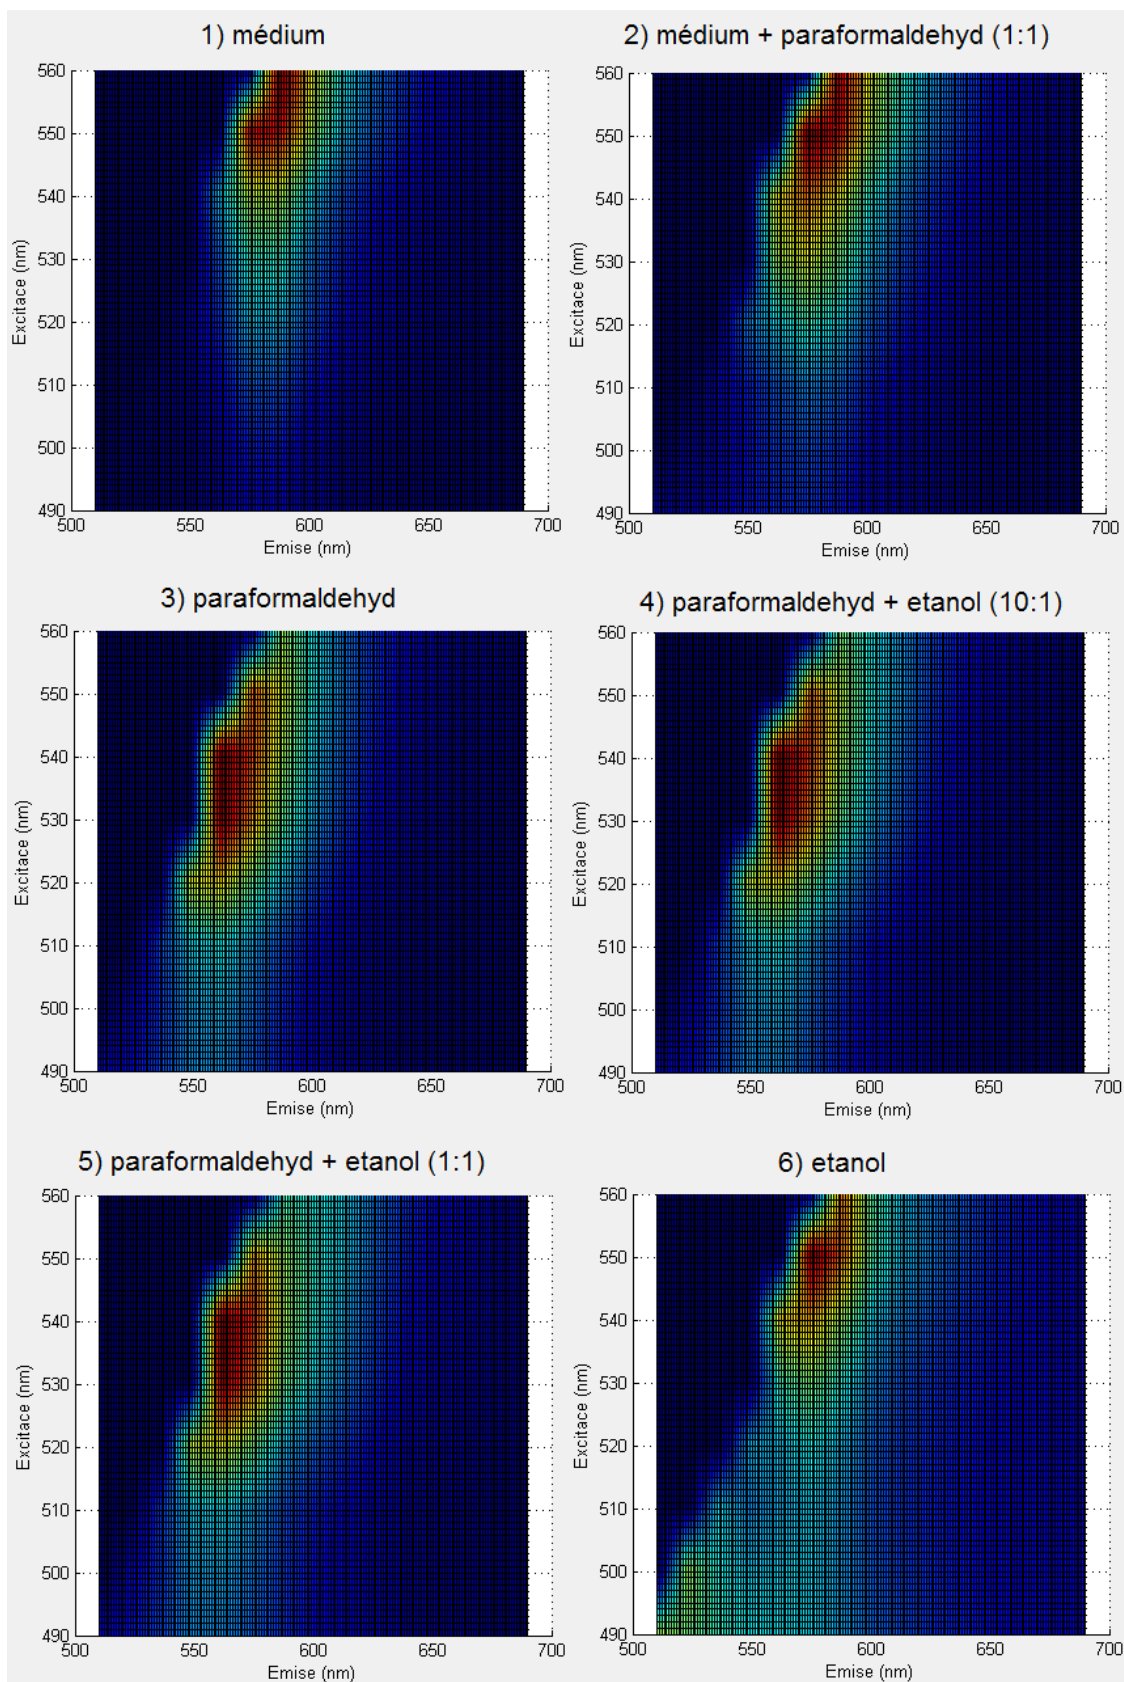 1) médium
560
550
540
530
520
510
500
490
Excitace (nm)
500 550 600 650 700
Emise (nm)
2) médium + paraformaldehyd (1:1)
560
550
540
530
520
510
500
490
Excitace (nm)
500 550 600 650 700
Emise (nm)
3) paraformaldehyd
560
550
540
530
520
510
500
490
Excitace (nm)
500 550 600 650 700
Emise (nm)
4) paraformaldehyd + etanol (10:1)
560
550
540
530
520
510
500
490
Excitace (nm)
500 550 600 650 700
Emise (nm)
5) paraformaldehyd + etanol (1:1)
560
550
540
530
520
510
500
490
Excitace (nm)
500 550 600 650 700
Emise (nm)
6) etanol
560
550
540
530
520
510
500
490
Excitace (nm)
500 550 600 650 700
Emise (nm)